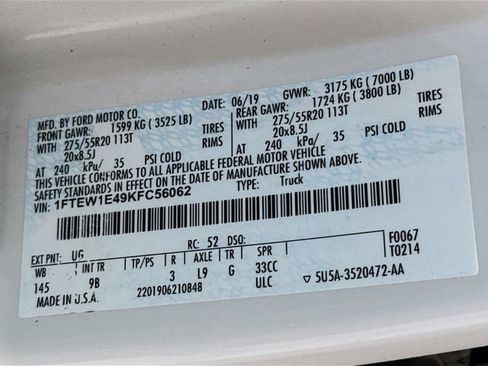 MFD. BY FORD MOTOR CO.
DATE: 06/19 GVWR: 3175 KG ( 7000 LB)
FRONT GAWR: 1599 KG ( 3525 LB) REAR GAWR: 1724 KG ( 3800 LB)
WITH 275/55R20 113T TIRES WITH 275/55R20 113T TIRES
20x8.5J RIMS 20x8.5J RIMS
AT 240 kPa/ 35 PSI COLD AT 240 kPa/ 35 PSI COLD
THIS VEHICLE CONFORMS TO ALL APPLICABLE FEDERAL MOTOR VEHICLE
SAFETY STANDARDS IN EFFECT ON THE DATE OF MANUFACTURE SHOWN ABOVE.
VIN: 1FTEW1E49KFC56062 TYPE: Truck
F0067
T0214
EXT PNT: UG RC: 52 DSO:
WB INT TR TP/PS R AXLE TR SPR
145 9B 3 L9 G 33CC
MADE IN U.S.A. 2201906210848 ULC ▽ 5U5A-3520472-AA